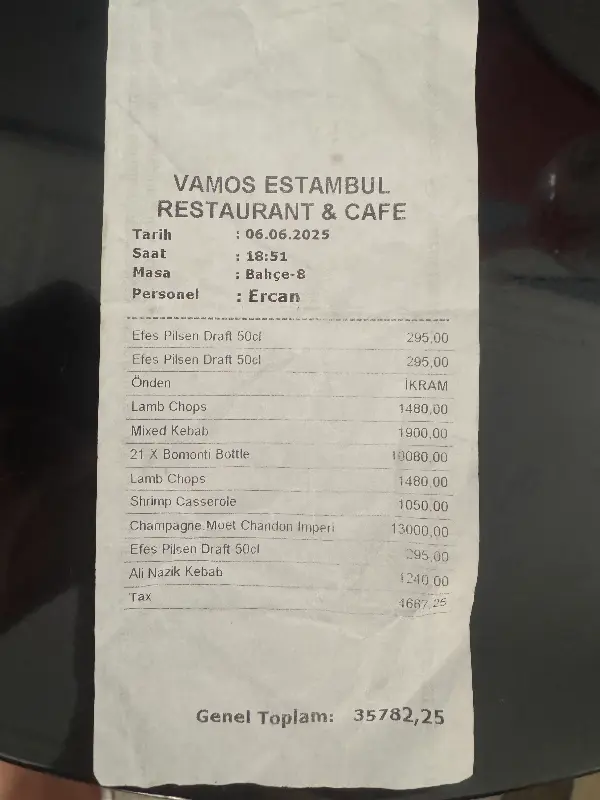 VAMOS ESTAMBUL
RESTAURANT & CAFE
Tarih : 06.06.2025
Saat : 18:51
Masa : Bahçe-8
Personel : Ercan
Efes Pilsen Draft 50cl 295,00
Efes Pilsen Draft 50cl 295,00
Önden İKRAM
Lamb Chops 1480,00
Mixed Kebab 1900,00
21 X Bomonti Bottle 10080,00
Lamb Chops 1480,00
Shrimp Casserole 1050,00
Champagne Moet Chandon Imperi 13000,00
Efes Pilsen Draft 50cl 295,00
Ali Nazik Kebab 1240,00
Tax 4667,25
Genel Toplam: 35782,25